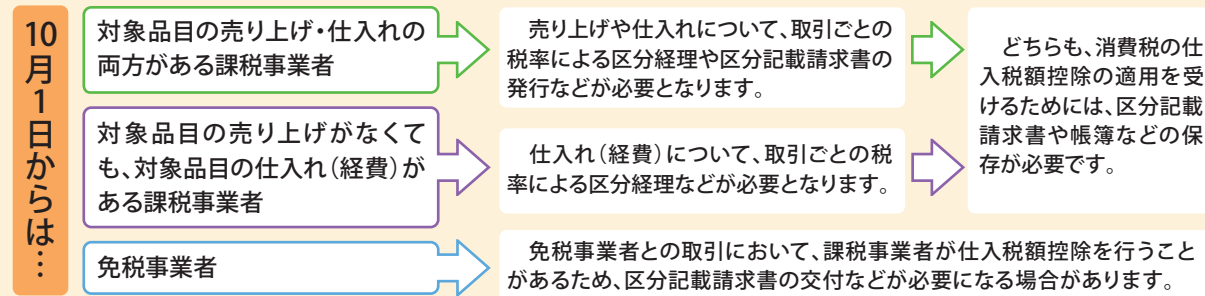 10月1日からは…
対象品目の売り上げ・仕入れの
両方がある課税事業者
売り上げや仕入れについて、取引ごとの
税率による区分経理や区分記載請求書の
発行などが必要となります。
対象品目の売り上げがなくて
も、対象品目の仕入れ(経費)が
ある課税事業者
仕入れ(経費)について、取引ごとの税
率による区分経理などが必要となります。
どちらも、消費税の仕
入税額控除の適用を受
けるためには、区分記載
請求書や帳簿などの保
存が必要です。
免税事業者
免税事業者との取引において、課税事業者が仕入税額控除を行うこと
があるため、区分記載請求書の交付などが必要になる場合があります。